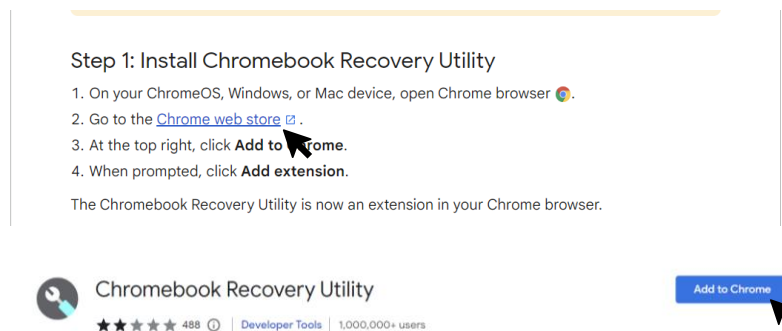 Step 1: Install Chromebook Recovery Utility
1. On your ChromeOS, Windows, or Mac device, open Chrome browser.
2. Go to the Chrome web store.
3. At the top right, click Add to Chrome.
4. When prompted, click Add extension.
The Chromebook Recovery Utility is now an extension in your Chrome browser.
Chromebook Recovery Utility
Add to Chrome
488 Developer Tools 1,000,000+ users